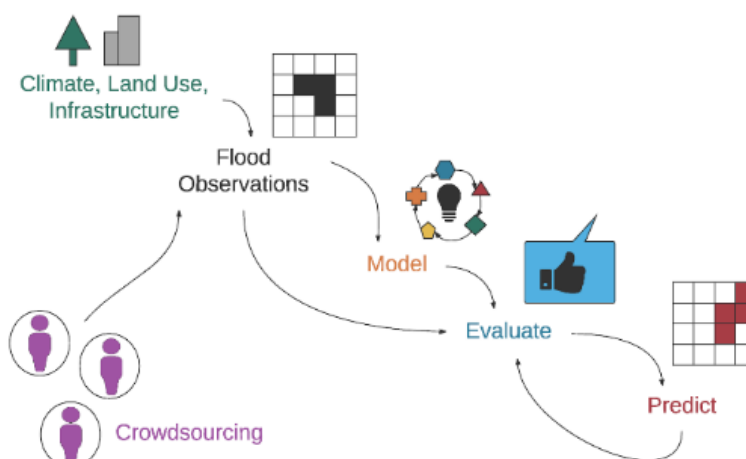 Climate, Land Use,
Infrastructure
Flood
Observations
Model
Evaluate
Predict
Crowdsourcing